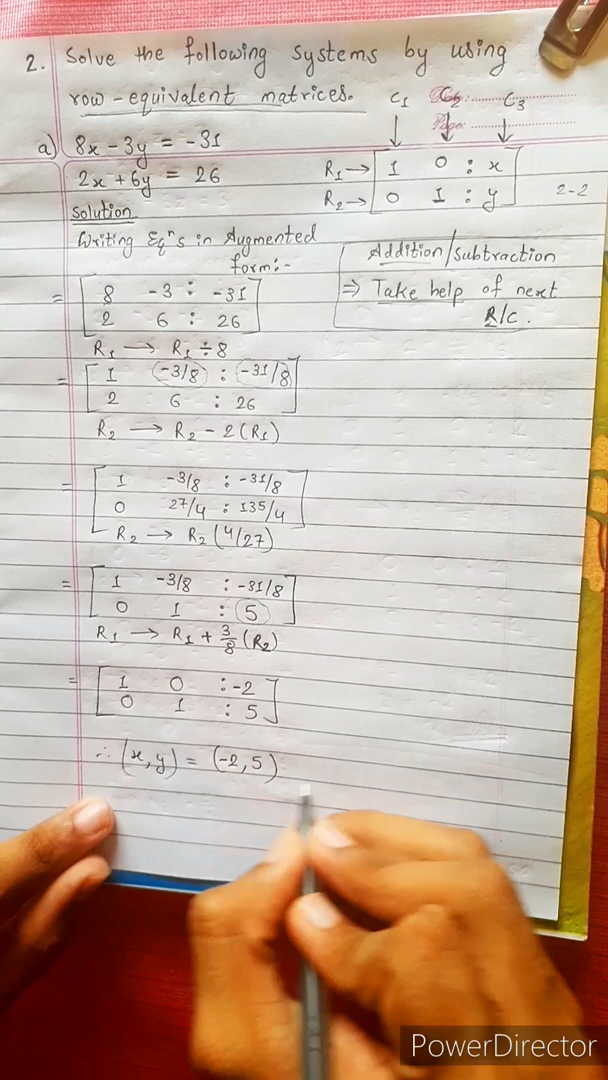 2. Solve the following systems by using
row-equivalent matrices.
C1 C2 C3
a) 8x - 3y = -31
2x + 6y = 26
R1 → [ 1 0 : x
R2 → 0 1 : y ]
2-2
Solution
Writing Eqⁿs in Augmented
form:-
Addition/Subtraction
⇒ Take help of next
R/C.
= [ 8 -3 : -31
2 6 : 26 ]
R1 → R1 ÷ 8
= [ 1 -3/8 : -31/8
2 6 : 26 ]
R2 → R2 - 2(R1)
= [ 1 -3/8 : -31/8
0 27/4 : 135/4 ]
R2 → R2 (4/27)
= [ 1 -3/8 : -31/8
0 1 : 5 ]
R1 → R1 + 3/8 (R2)
= [ 1 0 : -2
0 1 : 5 ]
∴ (x, y) = (-2, 5)
PowerDirector